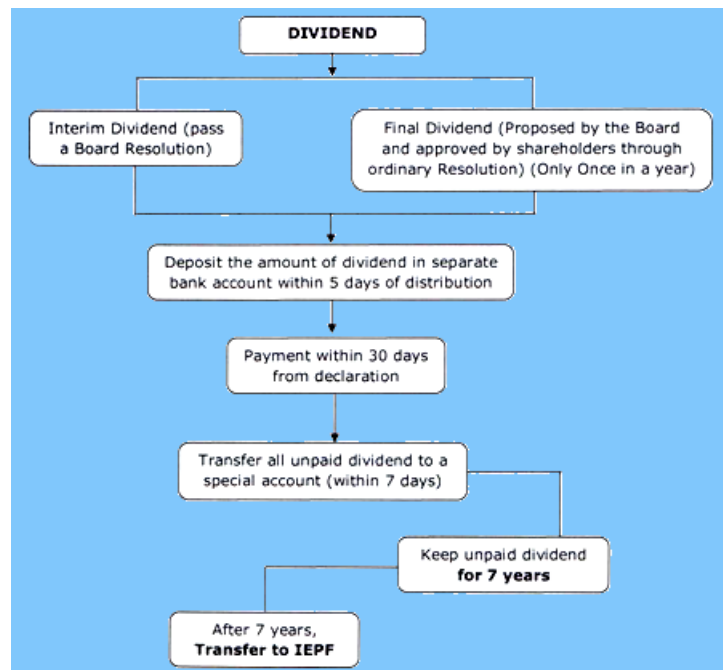 DIVIDEND
Interim Dividend (pass
a Board Resolution)
Final Dividend (Proposed by the Board
and approved by shareholders through
ordinary Resolution) (Only Once in a year)
Deposit the amount of dividend in separate
bank account within 5 days of distribution
Payment within 30 days
from declaration
Transfer all unpaid dividend to a
special account (within 7 days)
Keep unpaid dividend
for 7 years
After 7 years,
Transfer to IEPF